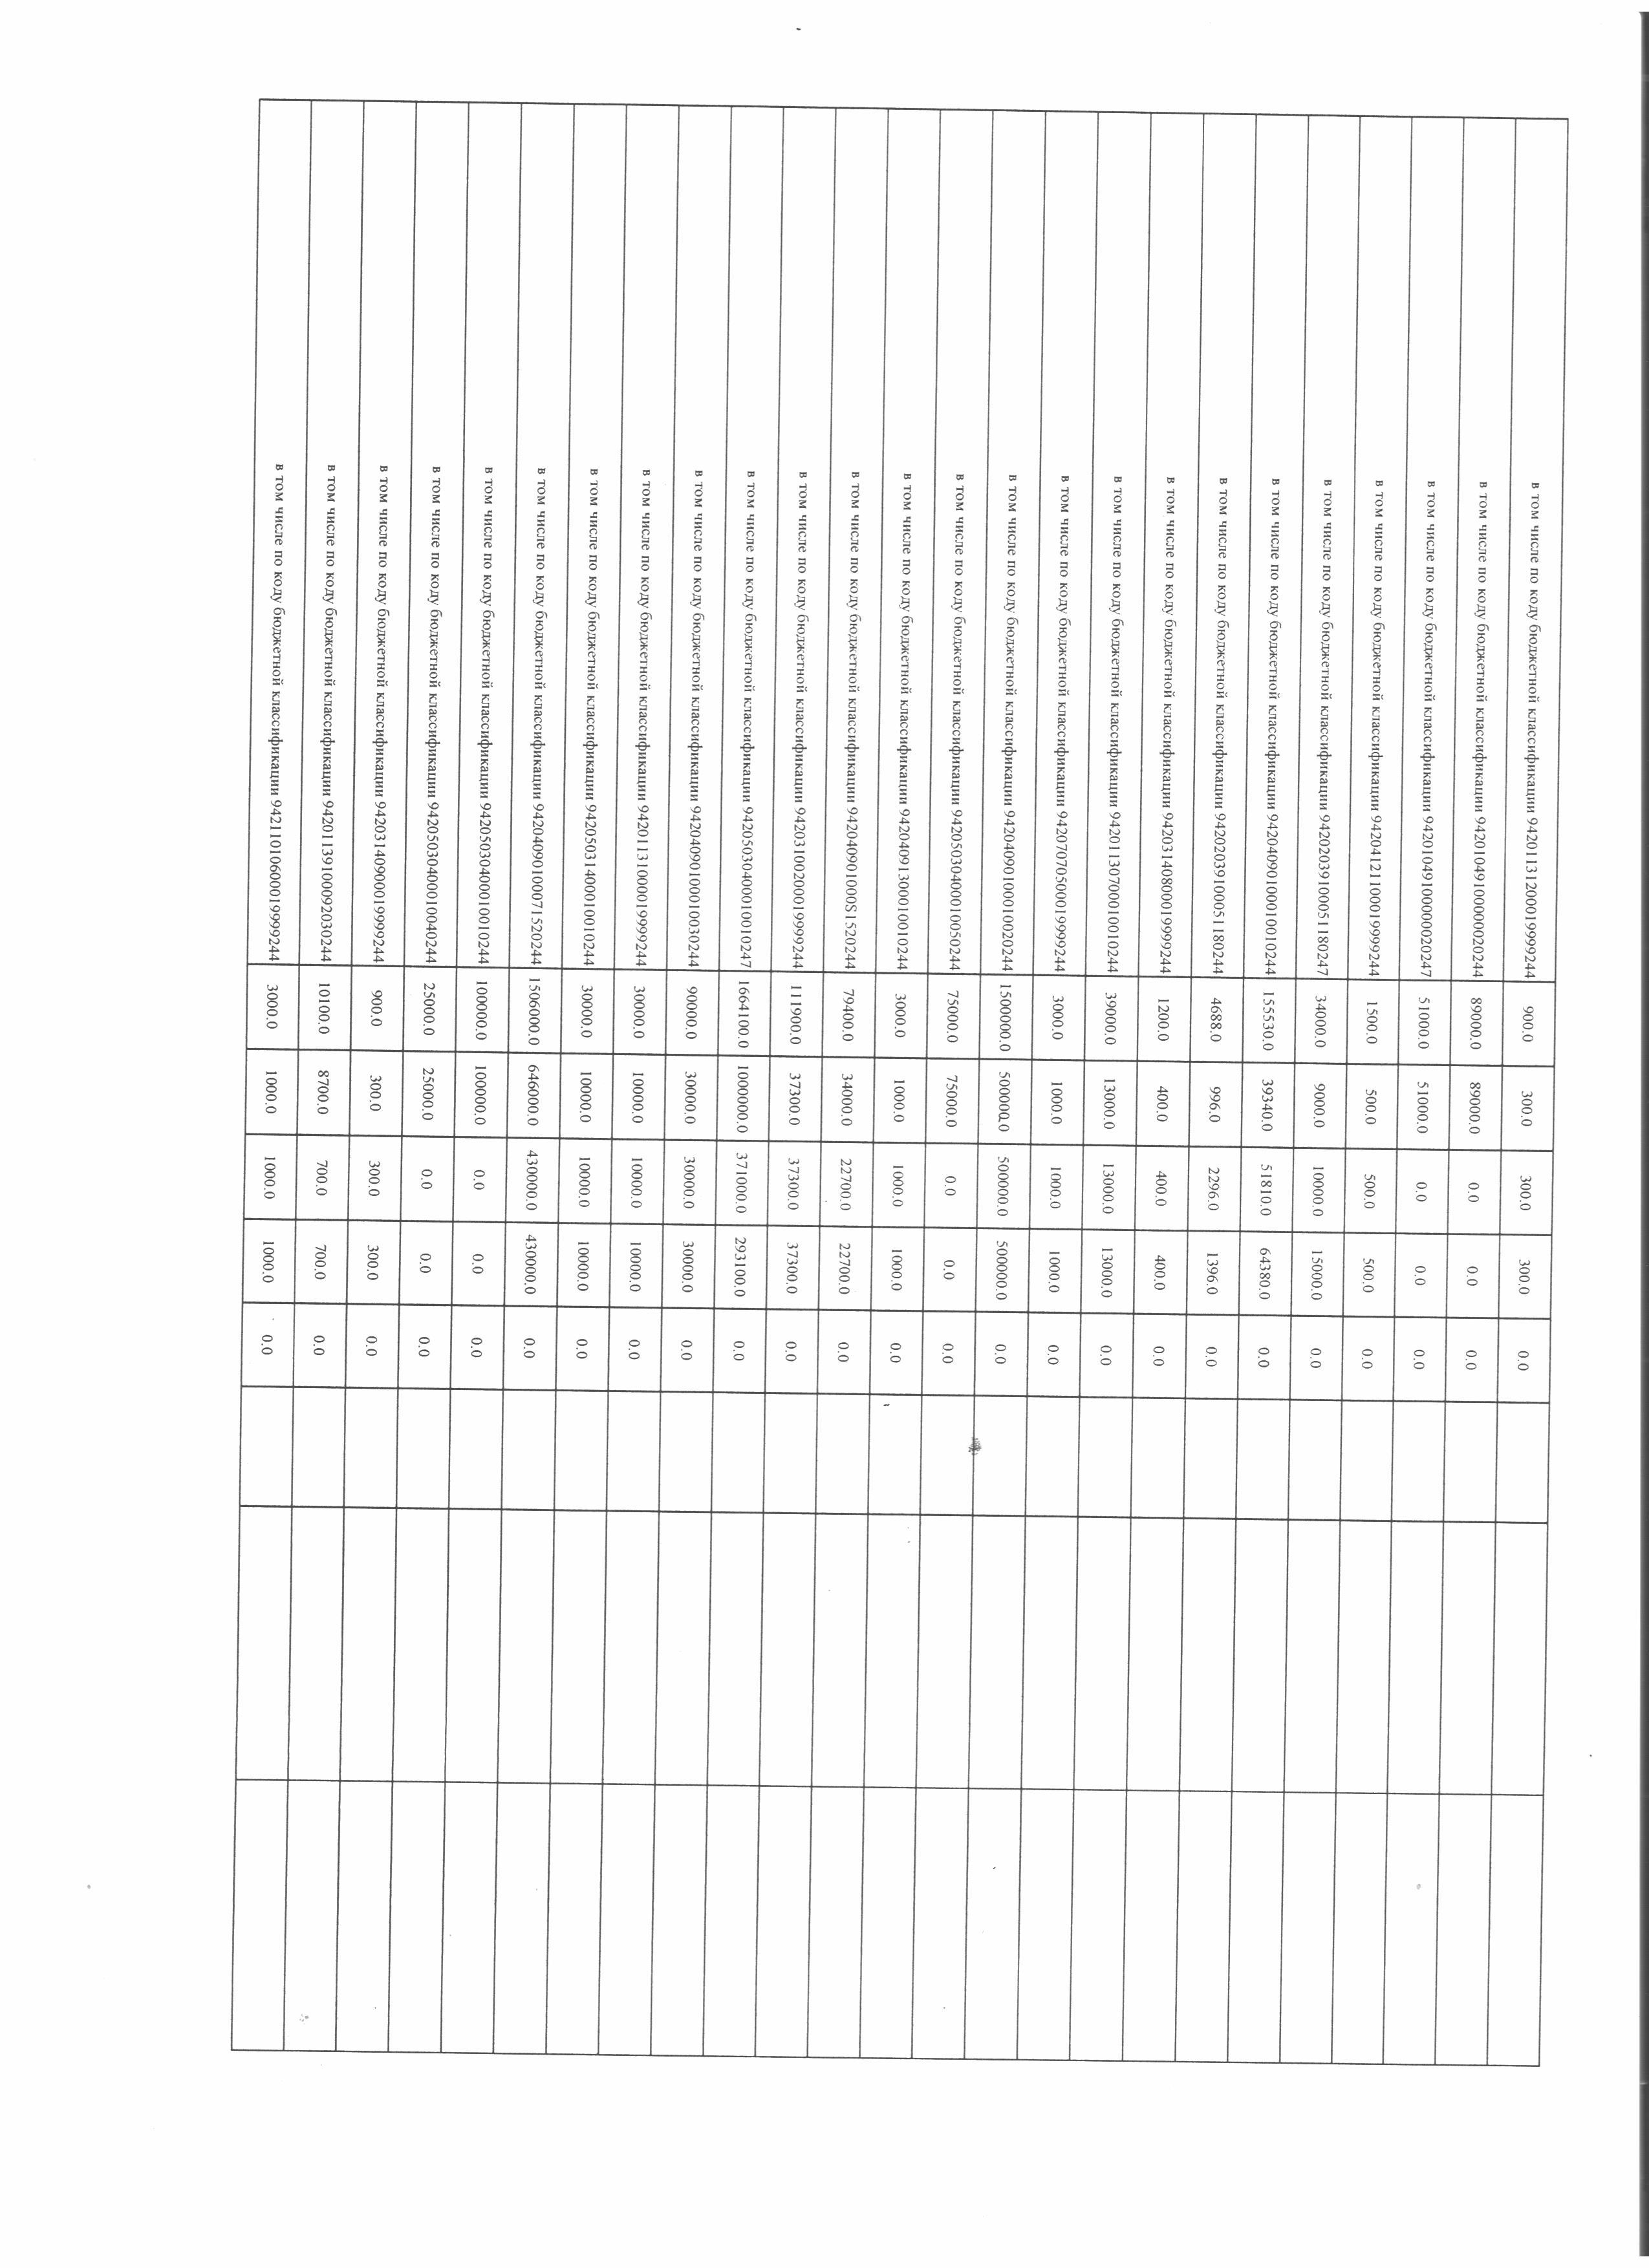 в том числе по коду бюджетной классификации 94201131200019999244 900.0 300.0 300.0 300.0 0.0
в том числе по коду бюджетной классификации 94201049100000020244 89000.0 89000.0 0.0 0.0 0.0
в том числе по коду бюджетной классификации 94201049100000020247 51000.0 51000.0 0.0 0.0 0.0
в том числе по коду бюджетной классификации 94204121100019999244 1500.0 500.0 500.0 500.0 0.0
в том числе по коду бюджетной классификации 94202039100051180247 34000.0 9000.0 10000.0 15000.0 0.0
в том числе по коду бюджетной классификации 94204090100010010244 155530.0 39340.0 51810.0 64380.0 0.0
в том числе по коду бюджетной классификации 94202039100051180244 4688.0 996.0 2296.0 1396.0 0.0
в том числе по коду бюджетной классификации 94203140800019999244 1200.0 400.0 400.0 400.0 0.0
в том числе по коду бюджетной классификации 94201130700010010244 39000.0 13000.0 13000.0 13000.0 0.0
в том числе по коду бюджетной классификации 94207070500019999244 3000.0 1000.0 1000.0 1000.0 0.0
в том числе по коду бюджетной классификации 94204090100010020244 1500000.0 500000.0 500000.0 500000.0 0.0
в том числе по коду бюджетной классификации 94205030400010050244 75000.0 75000.0 0.0 0.0 0.0
в том числе по коду бюджетной классификации 94204091300010010244 3000.0 1000.0 1000.0 1000.0 0.0
в том числе по коду бюджетной классификации 942040901000S1520244 79400.0 34000.0 22700.0 22700.0 0.0
в том числе по коду бюджетной классификации 94203100200019999244 111900.0 37300.0 37300.0 37300.0 0.0
в том числе по коду бюджетной классификации 94205030400010010247 1664100.0 1000000.0 371000.0 293100.0 0.0
в том числе по коду бюджетной классификации 94204090100010030244 90000.0 30000.0 30000.0 30000.0 0.0
в том числе по коду бюджетной классификации 94201131000019999244 30000.0 10000.0 10000.0 10000.0 0.0
в том числе по коду бюджетной классификации 94205031400010010244 30000.0 10000.0 10000.0 10000.0 0.0
в том числе по коду бюджетной классификации 94204090100071520244 1506000.0 646000.0 430000.0 430000.0 0.0
в том числе по коду бюджетной классификации 94205030400010010244 100000.0 100000.0 0.0 0.0 0.0
в том числе по коду бюджетной классификации 94205030400010040244 25000.0 25000.0 0.0 0.0 0.0
в том числе по коду бюджетной классификации 94203140900019999244 900.0 300.0 300.0 300.0 0.0
в том числе по коду бюджетной классификации 94201139100092030244 10100.0 8700.0 700.0 700.0 0.0
в том числе по коду бюджетной классификации 94211010600019999244 3000.0 1000.0 1000.0 1000.0 0.0